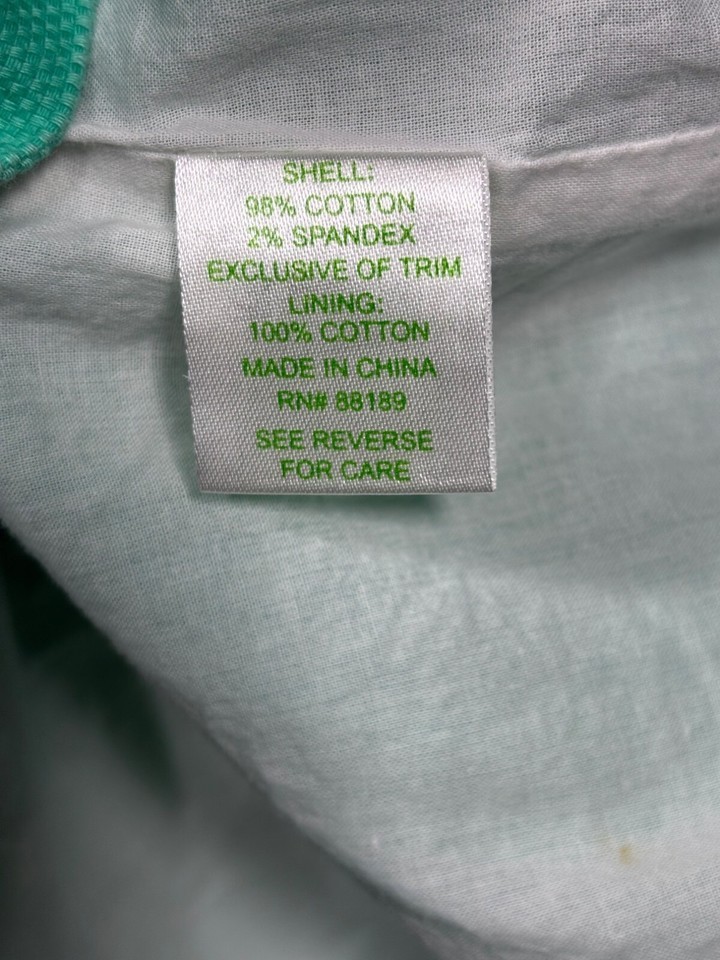 SHELL:
98% COTTON
2% SPANDEX
EXCLUSIVE OF TRIM
LINING:
100% COTTON
MADE IN CHINA
RN# 88189
SEE REVERSE
FOR CARE